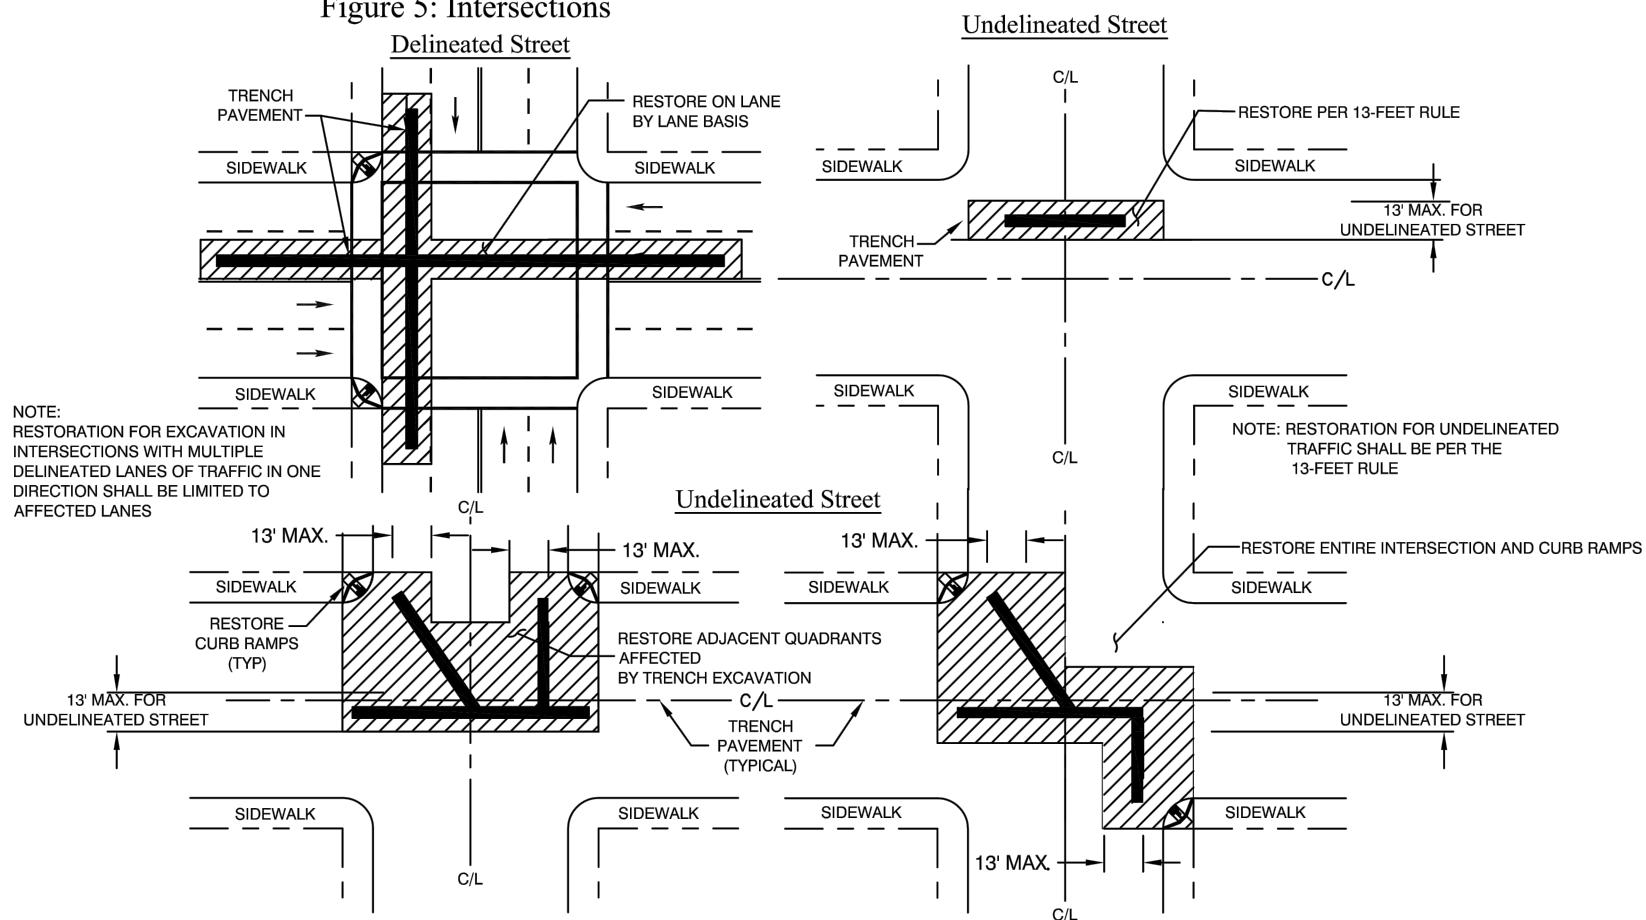 Figure 5: Intersections
Delineated Street
TRENCH
PAVEMENT
RESTORE ON LANE
BY LANE BASIS
SIDEWALK
SIDEWALK
SIDEWALK
SIDEWALK
NOTE:
RESTORATION FOR EXCAVATION IN
INTERSECTIONS WITH MULTIPLE
DELINEATED LANES OF TRAFFIC IN ONE
DIRECTION SHALL BE LIMITED TO
AFFECTED LANES
Undelineated Street
C/L
RESTORE PER 13-FEET RULE
SIDEWALK
SIDEWALK
13' MAX. FOR
UNDELINEATED STREET
TRENCH
PAVEMENT
C/L
SIDEWALK
SIDEWALK
NOTE: RESTORATION FOR UNDELINEATED
TRAFFIC SHALL BE PER THE
13-FEET RULE
C/L
Undelineated Street
C/L
13' MAX.
13' MAX.
SIDEWALK
SIDEWALK
RESTORE
CURB RAMPS
(TYP)
RESTORE ADJACENT QUADRANTS
AFFECTED
BY TRENCH EXCAVATION
13' MAX. FOR
UNDELINEATED STREET
C/L
TRENCH
PAVEMENT
(TYPICAL)
SIDEWALK
SIDEWALK
C/L
13' MAX.
RESTORE ENTIRE INTERSECTION AND CURB RAMPS
SIDEWALK
SIDEWALK
13' MAX. FOR
UNDELINEATED STREET
SIDEWALK
SIDEWALK
13' MAX.
C/L